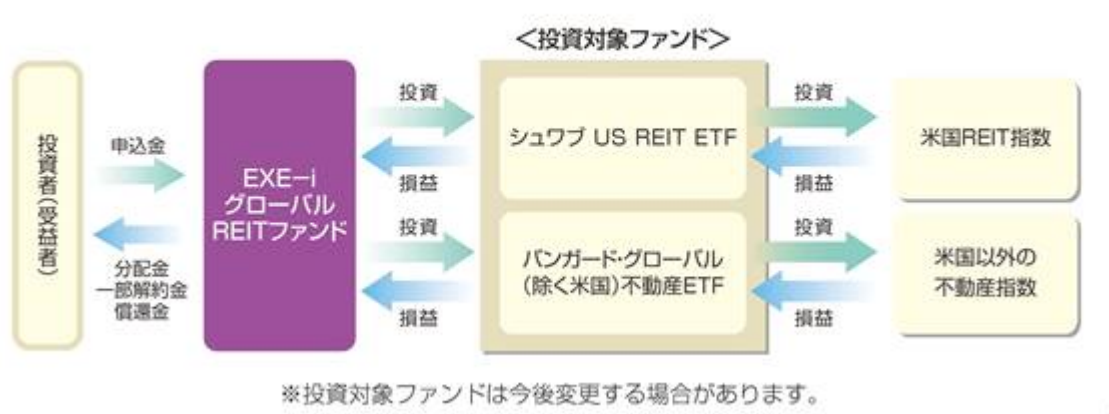 <投資対象ファンド>
投資者(受益者)
申込金
分配金
一部解約金
償還金
EXE-i
グローバル
REITファンド
投資
損益
投資
損益
シュワブ US REIT ETF
バンガード・グローバル
(除く米国)不動産ETF
投資
損益
投資
損益
米国REIT指数
米国以外の
不動産指数
※投資対象ファンドは今後変更する場合があります。